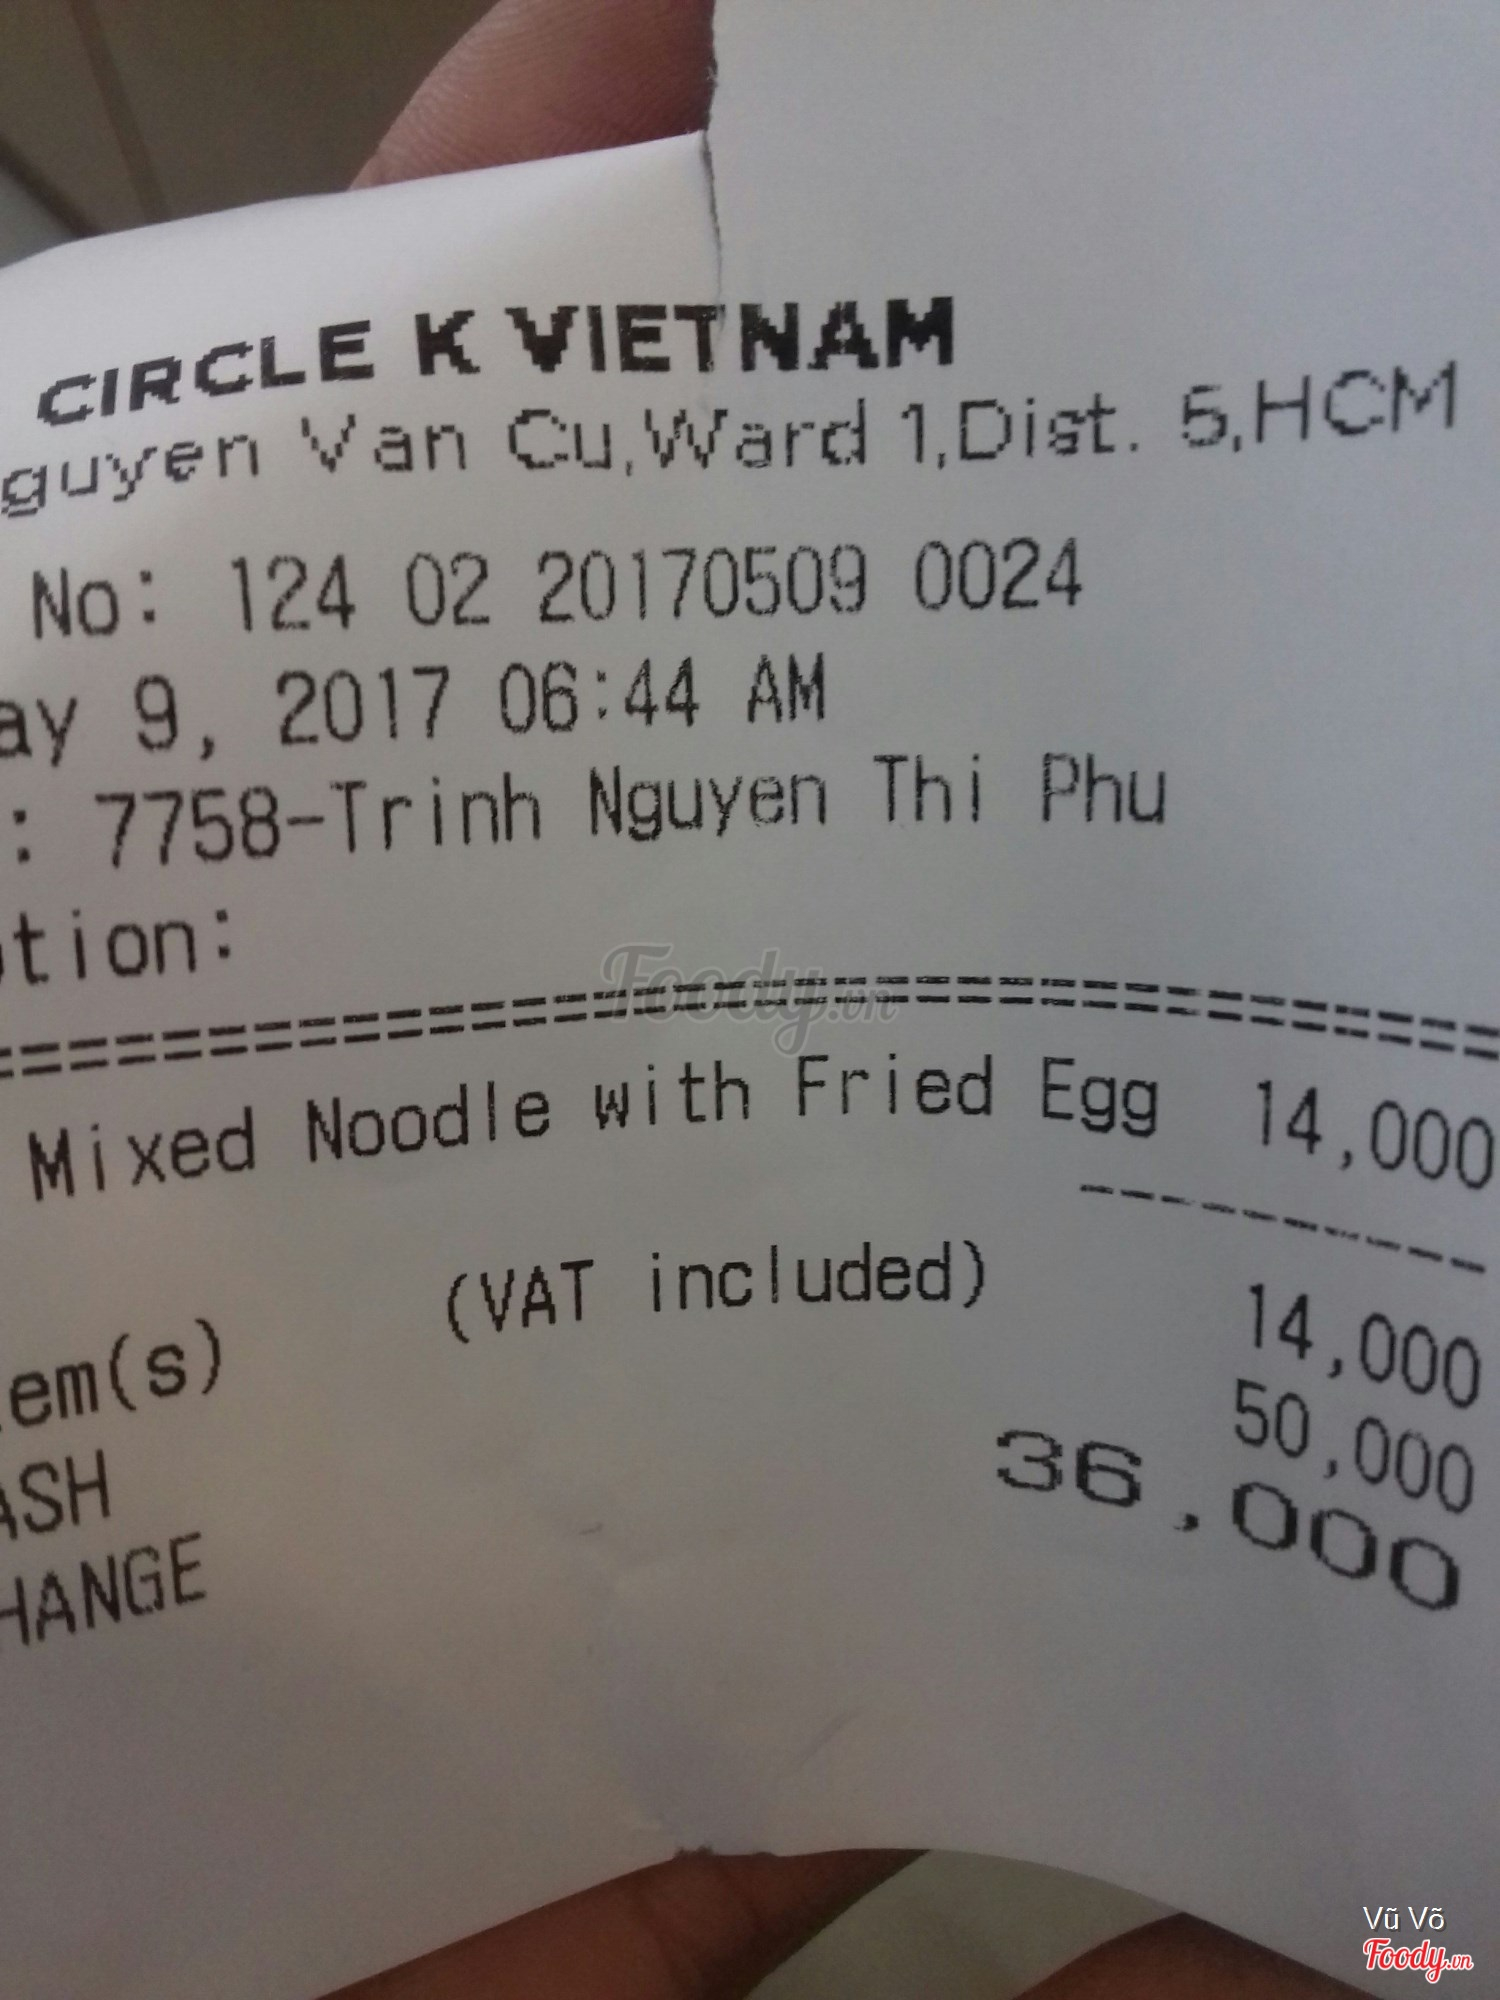 CIRCLE K VIETNAM
guyen Van Cu,Ward 1,Dist. 5,HCM
No: 124 02 20170509 0024
ay 9, 2017 06:44 AM
: 7758-Trinh Nguyen Thi Phu
tion:
Foody.vn
Mixed Noodle with Fried Egg 14,000
(VAT included)
em(s) 14,000
ASH 50,000
HANGE 36,000
Vũ Võ
Foody.vn